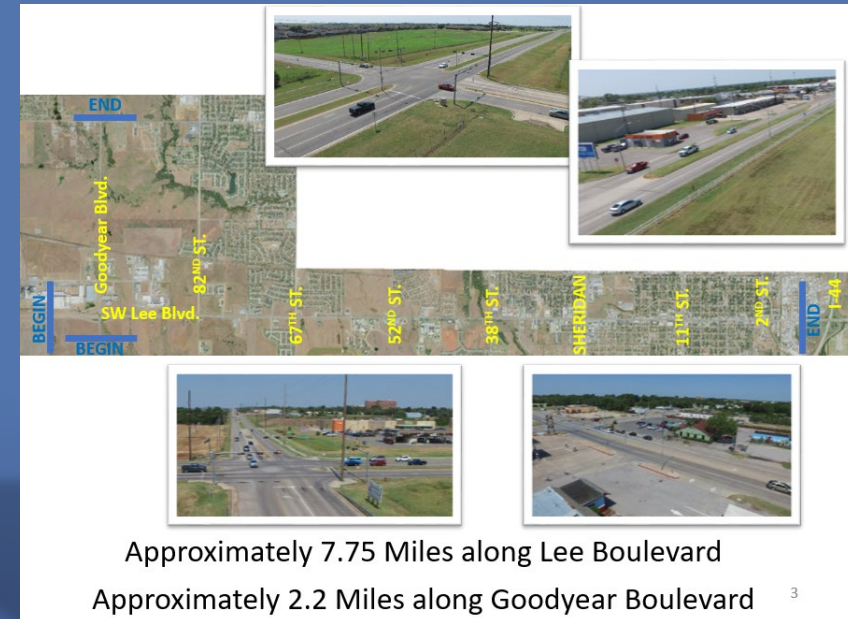 END
Goodyear Blvd.
82ND ST.
BEGIN
SW Lee Blvd.
BEGIN
67TH ST.
52ND ST.
38TH ST.
SHERIDAN
11TH ST.
2ND ST.
END
I-44
Approximately 7.75 Miles along Lee Boulevard
Approximately 2.2 Miles along Goodyear Boulevard
3